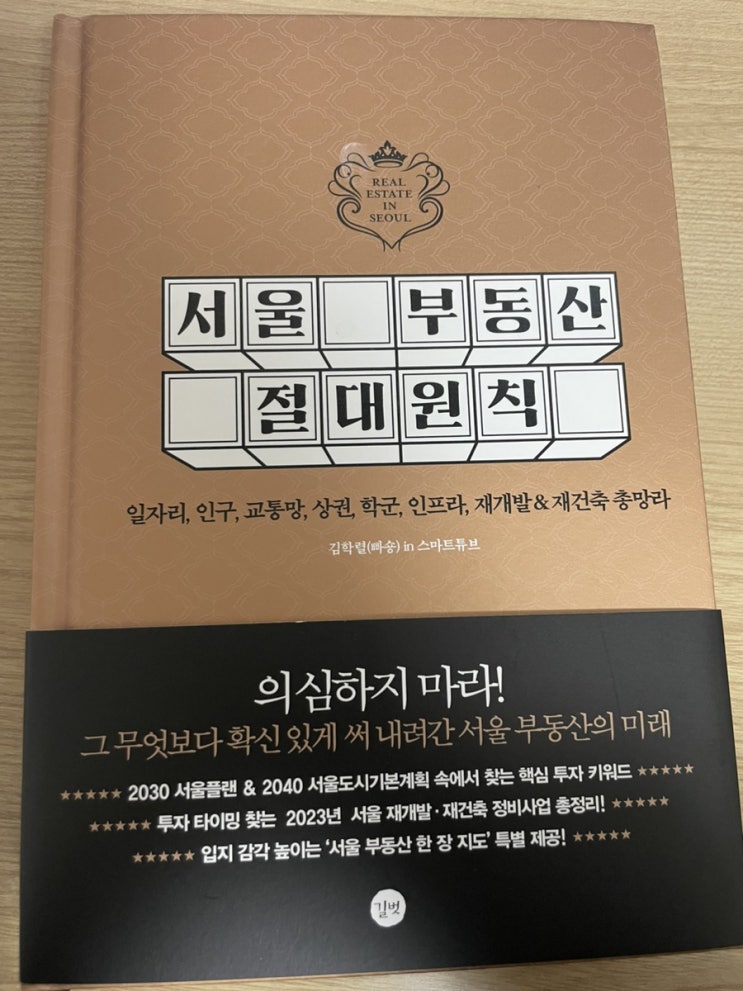 REAL
ESTATE
IN
SEOUL
서울 부동산
절대원칙
일자리, 인구, 교통망, 상권, 학군, 인프라, 재개발&재건축 총망라
김학렬(빠숑) in 스마트튜브
의심하지 마라!
그 무엇보다 확신 있게 써 내려간 서울 부동산의 미래
★★★★★ 2030 서울플랜 & 2040 서울도시기본계획 속에서 찾는 핵심 투자 키워드 ★★★★★
★★★★★ 투자 타이밍 찾는 2023년 서울 재개발·재건축 정비사업 총정리! ★★★★★
★★★★★ 입지 감각 높이는 '서울 부동산 한 장 지도' 특별 제공! ★★★★★
길벗